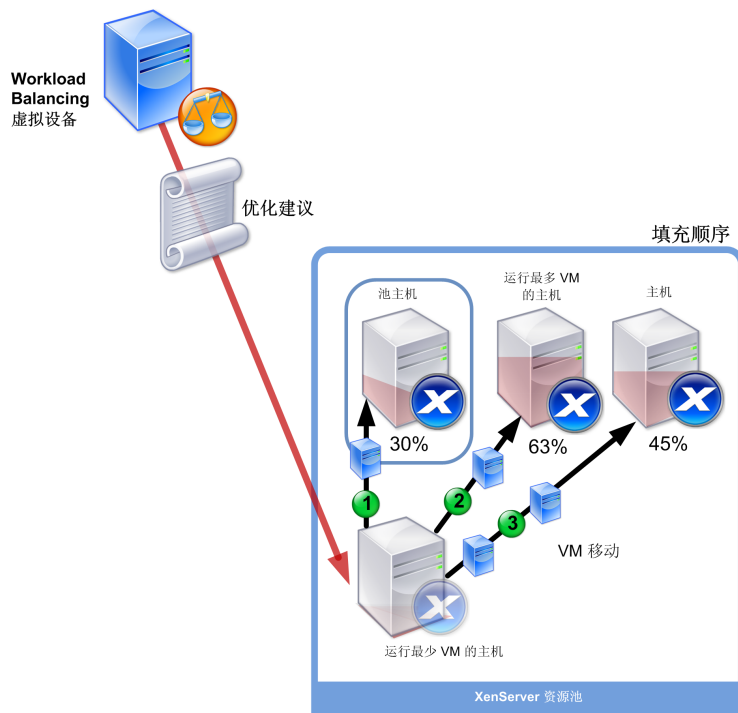 Workload
Balancing
虚拟设备
优化建议
填充顺序
池主机
运行最多 VM
的主机
主机
30%
63%
45%
1
2
3
VM 移动
运行最少 VM 的主机
XenServer 资源池